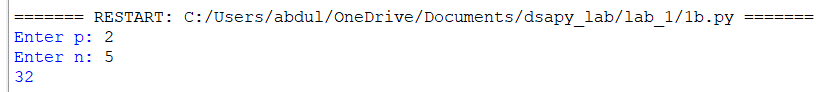 ======= RESTART: C:/Users/abdul/OneDrive/Documents/dsapy_lab/lab_1/1b.py =======
Enter p: 2
Enter n: 5
32